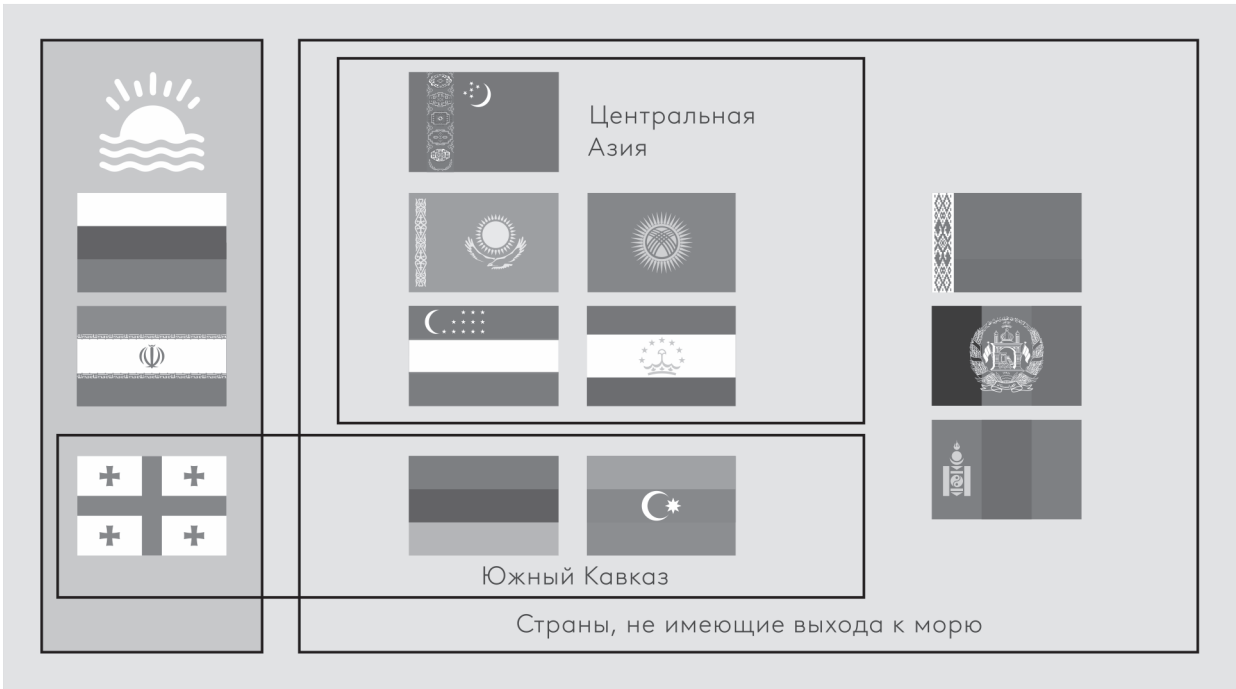 Центральная
Азия
Южный Кавказ
Страны, не имеющие выхода к морю